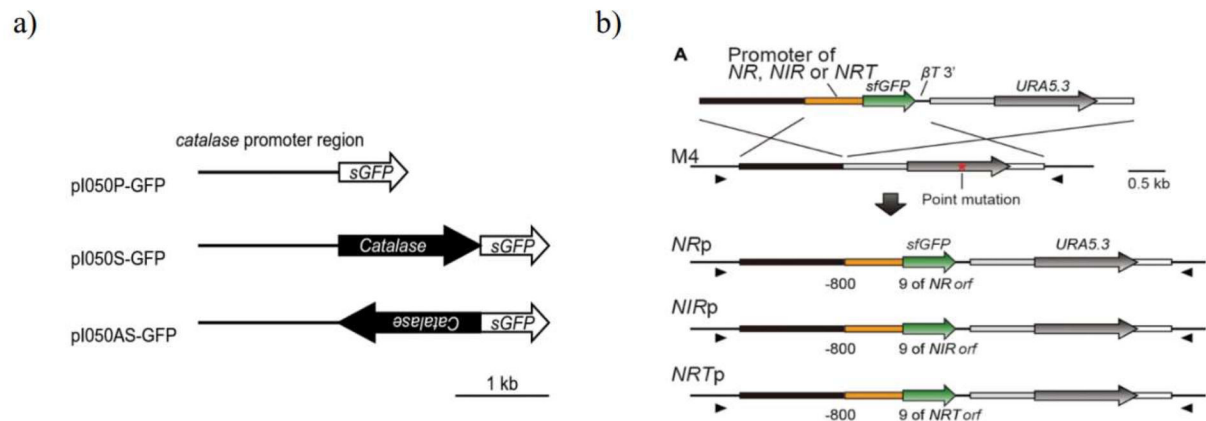 a)
catalase promoter region
sGFP
pI050P-GFP
Catalase
sGFP
pI050S-GFP
Catalase
sGFP
pI050AS-GFP
1 kb
b)
A
Promoter of
NR, NIR or NRT
sfGFP
βT 3'
URA5.3
M4
0.5 kb
Point mutation
sfGFP
URA5.3
NRp
-800
9 of NR orf
NIRp
-800
9 of NIR orf
NRTp
-800
9 of NRT orf